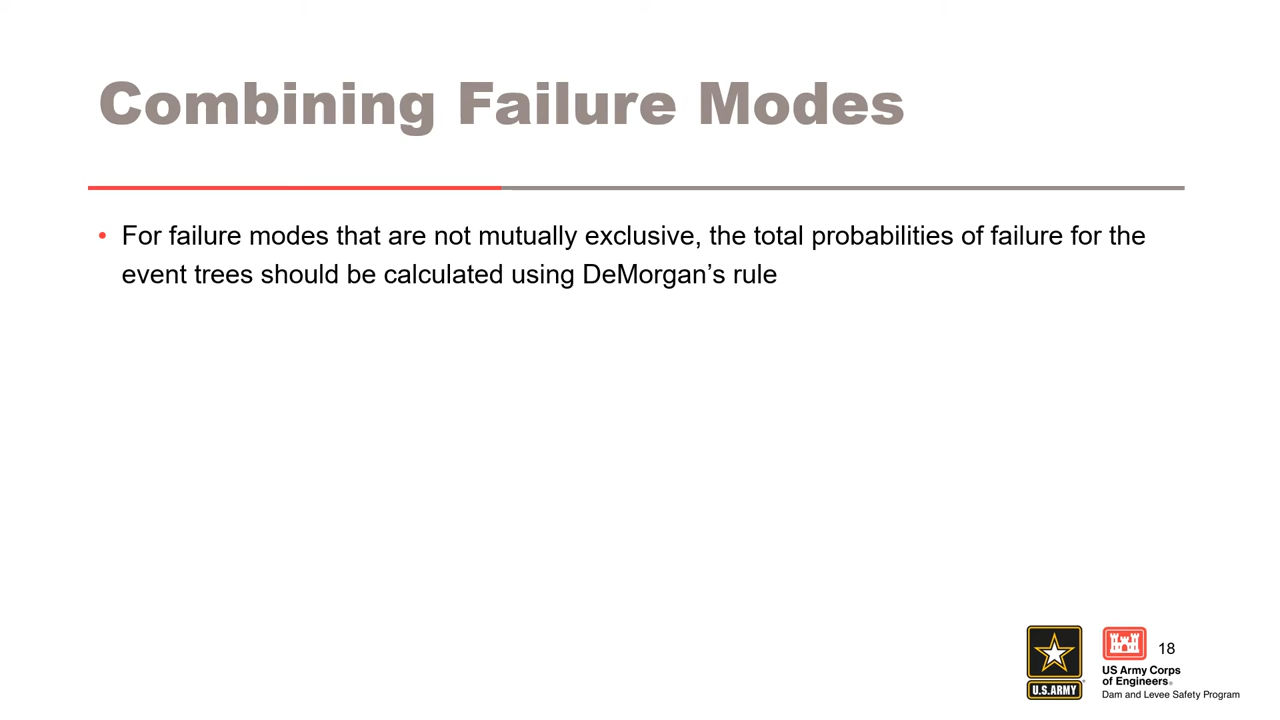 Combining Failure Modes
• For failure modes that are not mutually exclusive, the total probabilities of failure for the
event trees should be calculated using DeMorgan’s rule
U.S.ARMY
18
US Army Corps
of Engineers®
Dam and Levee Safety Program